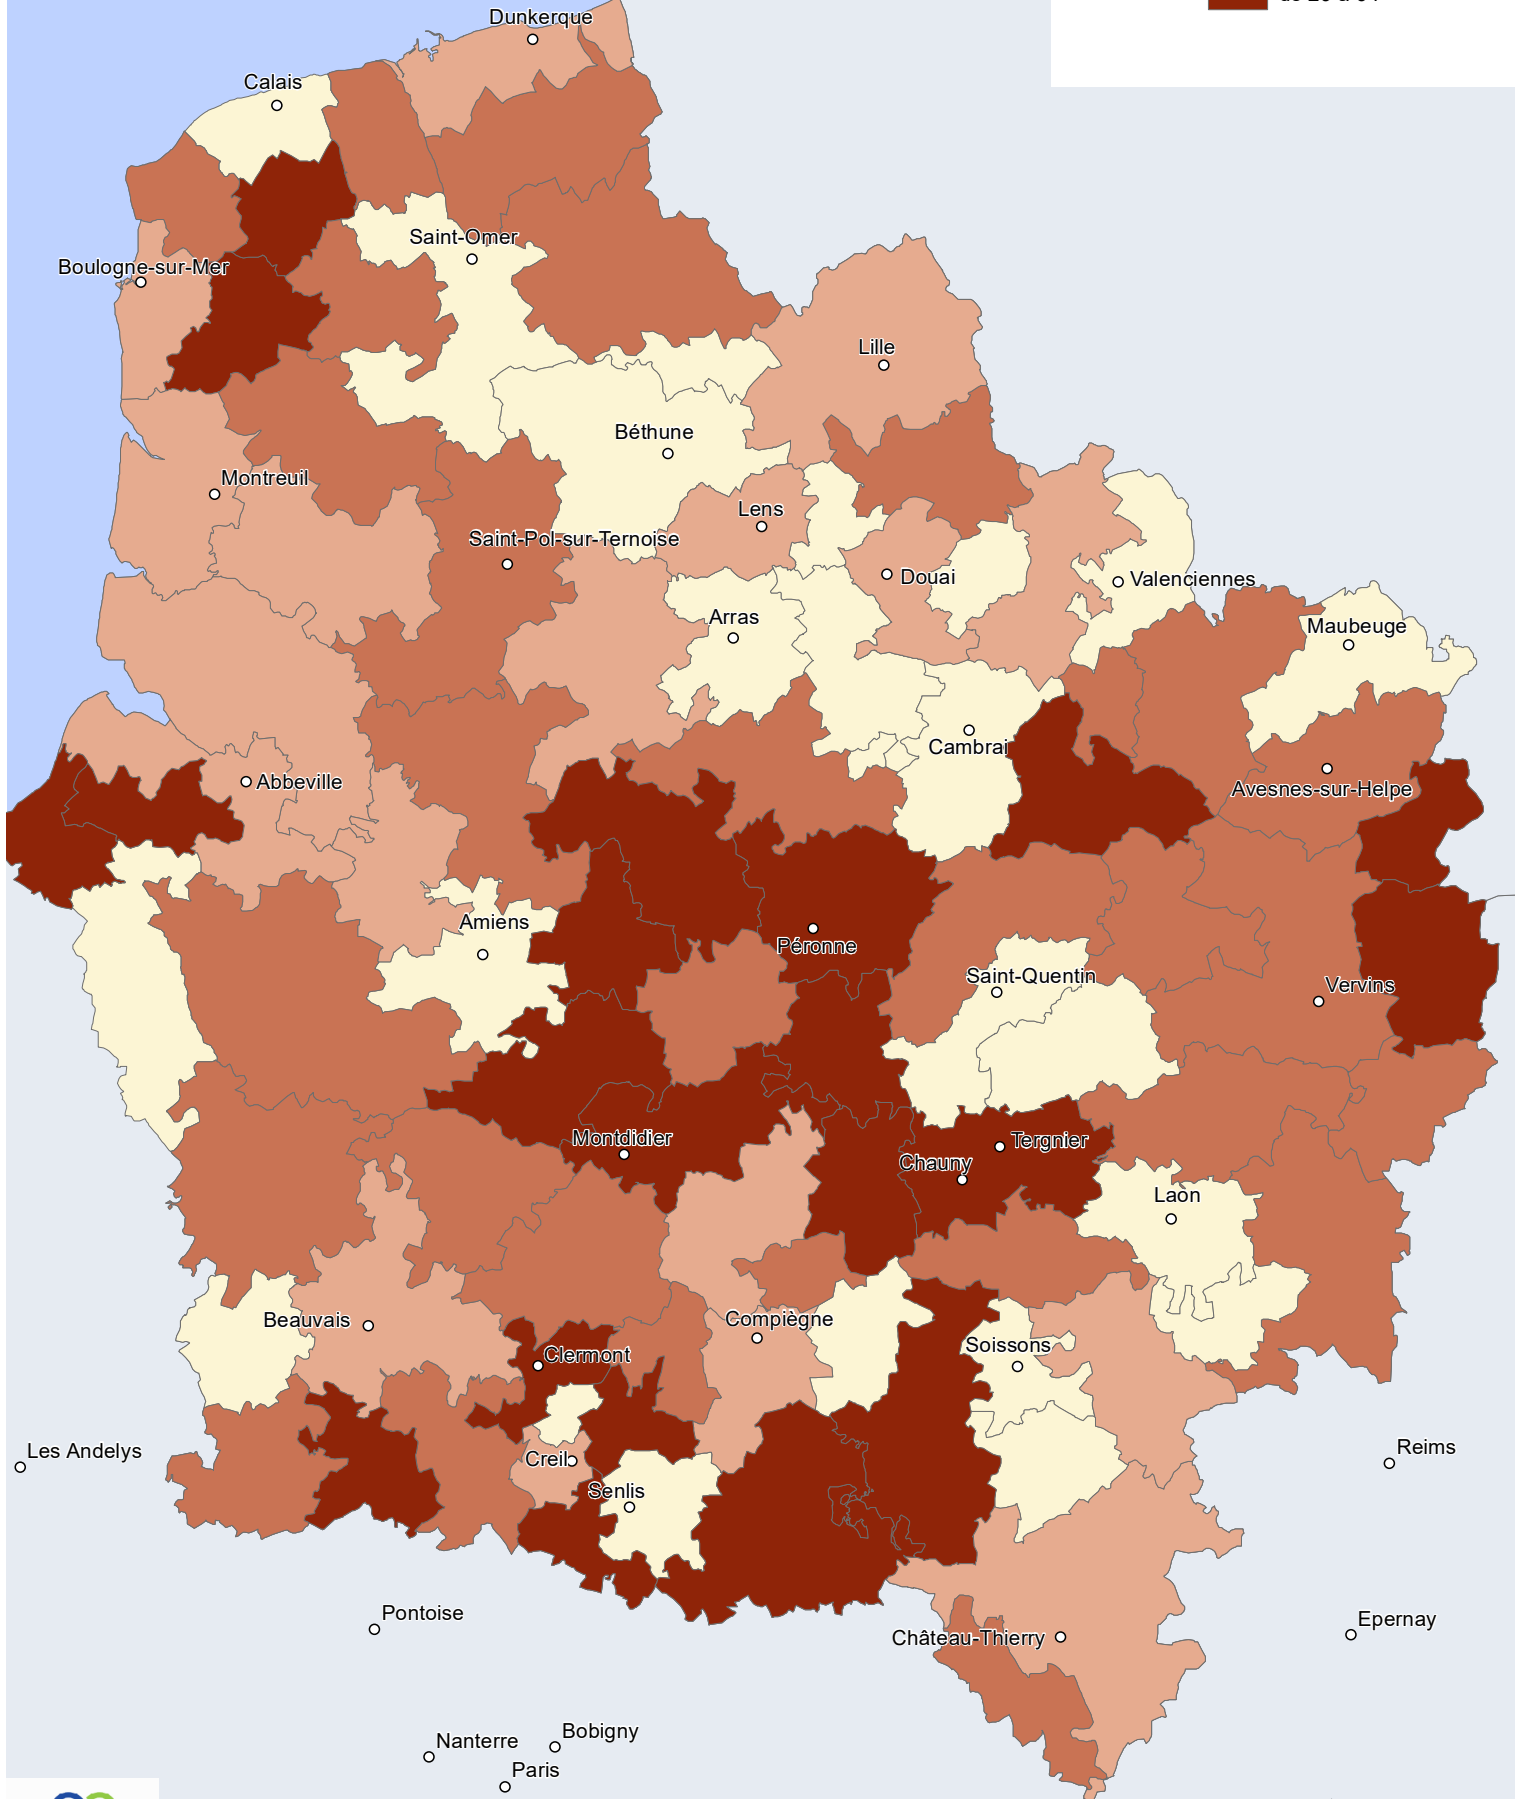 Dunkerque
Calais
Saint-Omer
Boulogne-sur-Mer
Lille
Béthune
Montreuil
Lens
Saint-Pol-sur-Ternoise
Douai
Valenciennes
Arras
Maubeuge
Cambrai
Abbeville
Avesnes-sur-Helpe
Amiens
Péronne
Saint-Quentin
Vervins
Montdidier
Tergnier
Chauny
Laon
Beauvais
Compiègne
Soissons
Clermont
Les Andelys
Creil
Reims
Senlis
Pontoise
Epernay
Château-Thierry
Bobigny
Nanterre
Paris